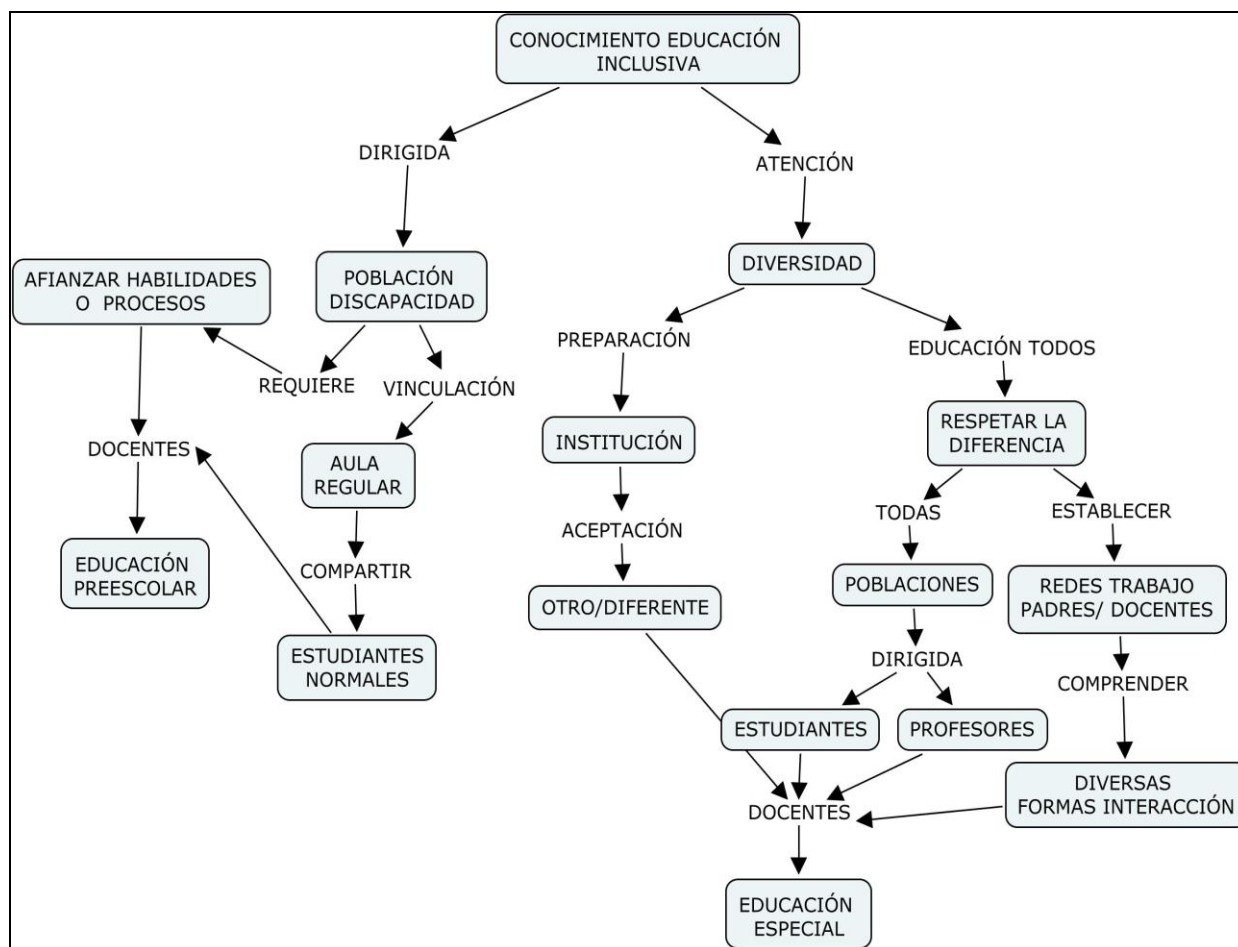 CONOCIMIENTO EDUCACIÓN
INCLUSIVA
DIRIGIDA
ATENCIÓN
AFIANZAR HABILIDADES
O PROCESOS
POBLACIÓN
DISCAPACIDAD
DIVERSIDAD
PREPARACIÓN
EDUCACIÓN TODOS
REQUIERE
VINCULACIÓN
DOCENTES
AULA
REGULAR
INSTITUCIÓN
RESPETAR LA
DIFERENCIA
TODAS
ESTABLECER
ACEPTACIÓN
EDUCACIÓN
PREESCOLAR
COMPARTIR
POBLACIONES
REDES TRABAJO
PADRES/ DOCENTES
OTRO/DIFERENTE
ESTUDIANTES
NORMALES
DIRIGIDA
COMPRENDER
ESTUDIANTES
PROFESORES
DIVERSAS
FORMAS INTERACCIÓN
DOCENTES
EDUCACIÓN
ESPECIAL